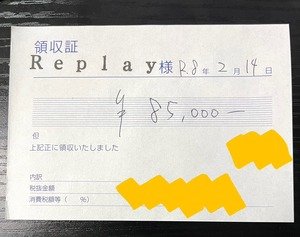 領収証
Replay様 R.8年2月14日
¥ 85,000-
但
上記正に領収いたしました
内訳
税抜金額
消費税額等（　％）